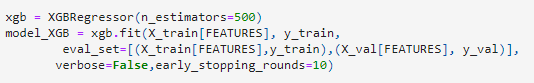 xgb = XGBRegressor(n_estimators=500)
model_XGB = xgb.fit(X_train[FEATURES], y_train,
eval_set=[(X_train[FEATURES],y_train),(X_val[FEATURES], y_val)],
verbose=False,early_stopping_rounds=10)